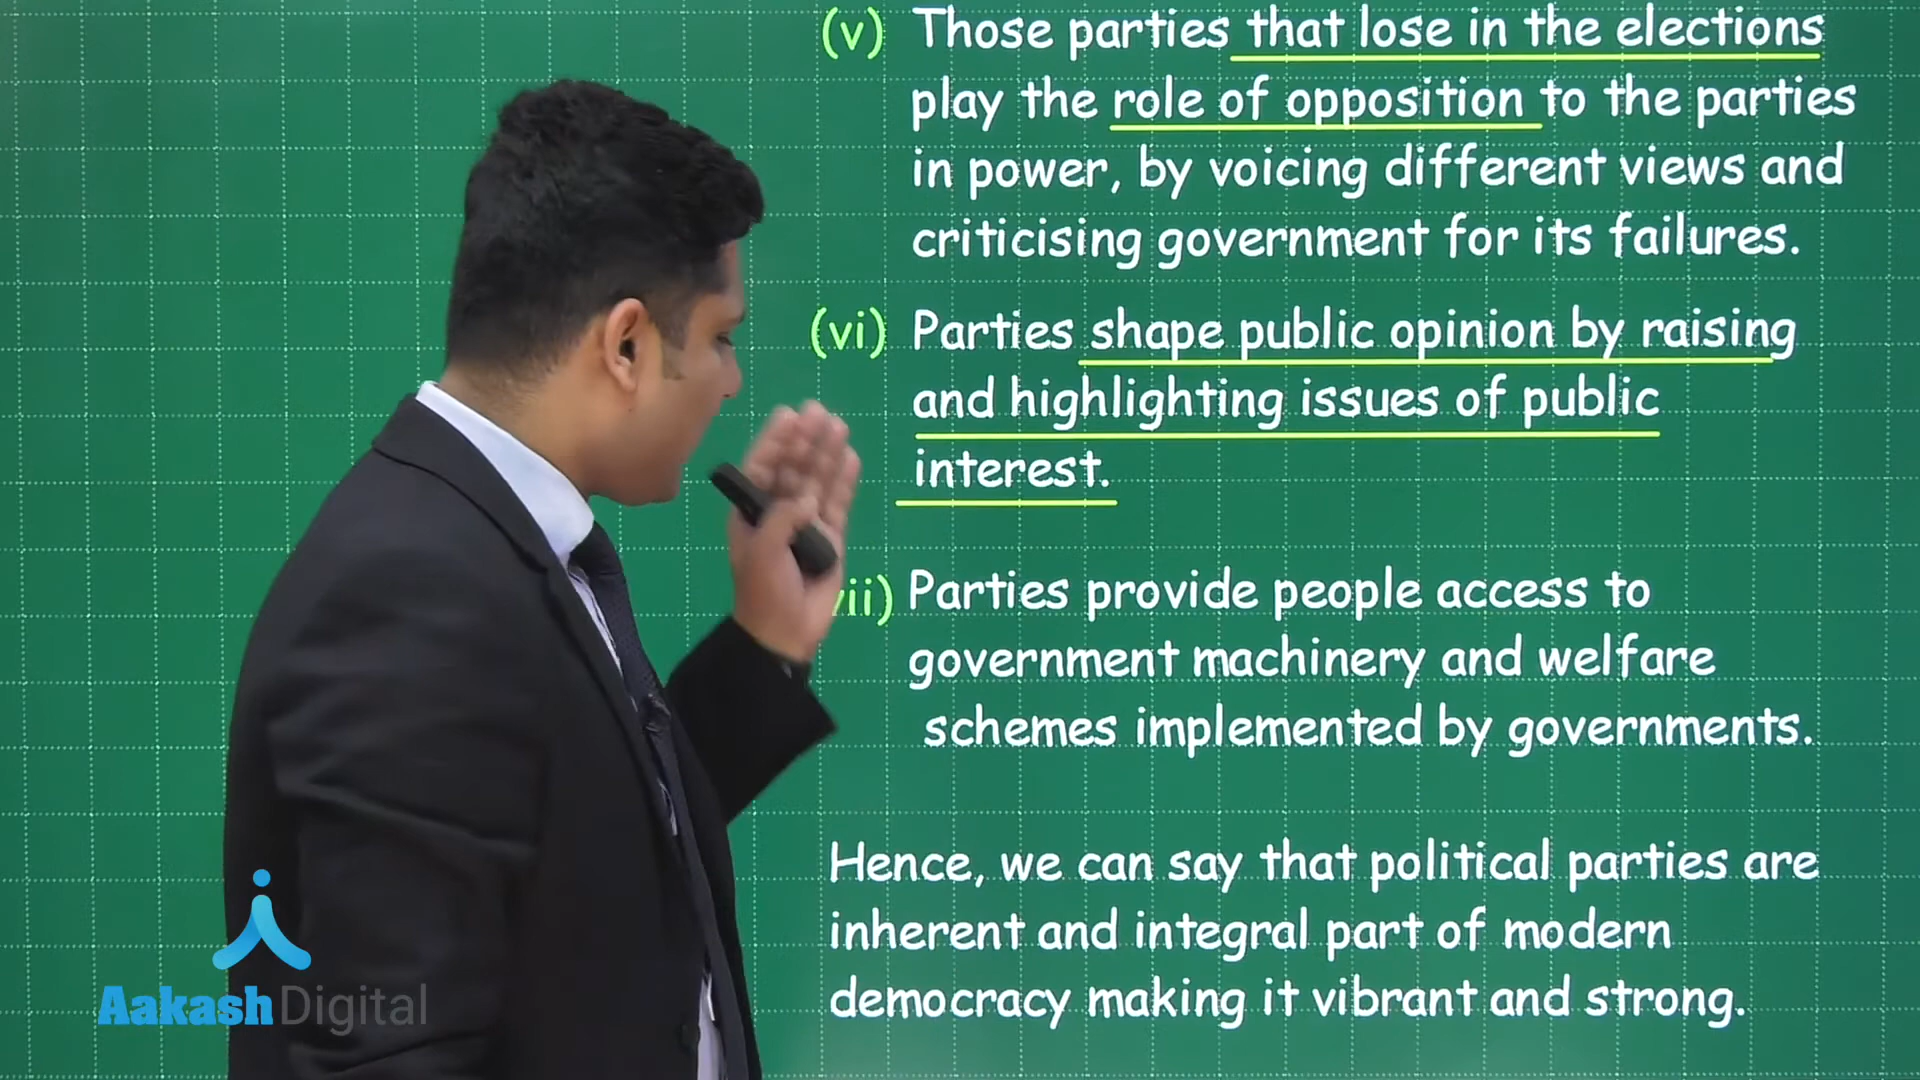 (v) Those parties that lose in the elections
play the role of opposition to the parties
in power, by voicing different views and
criticising government for its failures.
(vi) Parties shape public opinion by raising
and highlighting issues of public
interest.
ii) Parties provide people access to
government machinery and welfare
schemes implemented by governments.
Hence, we can say that political parties are
inherent and integral part of modern
democracy making it vibrant and strong.
Aakash Digital